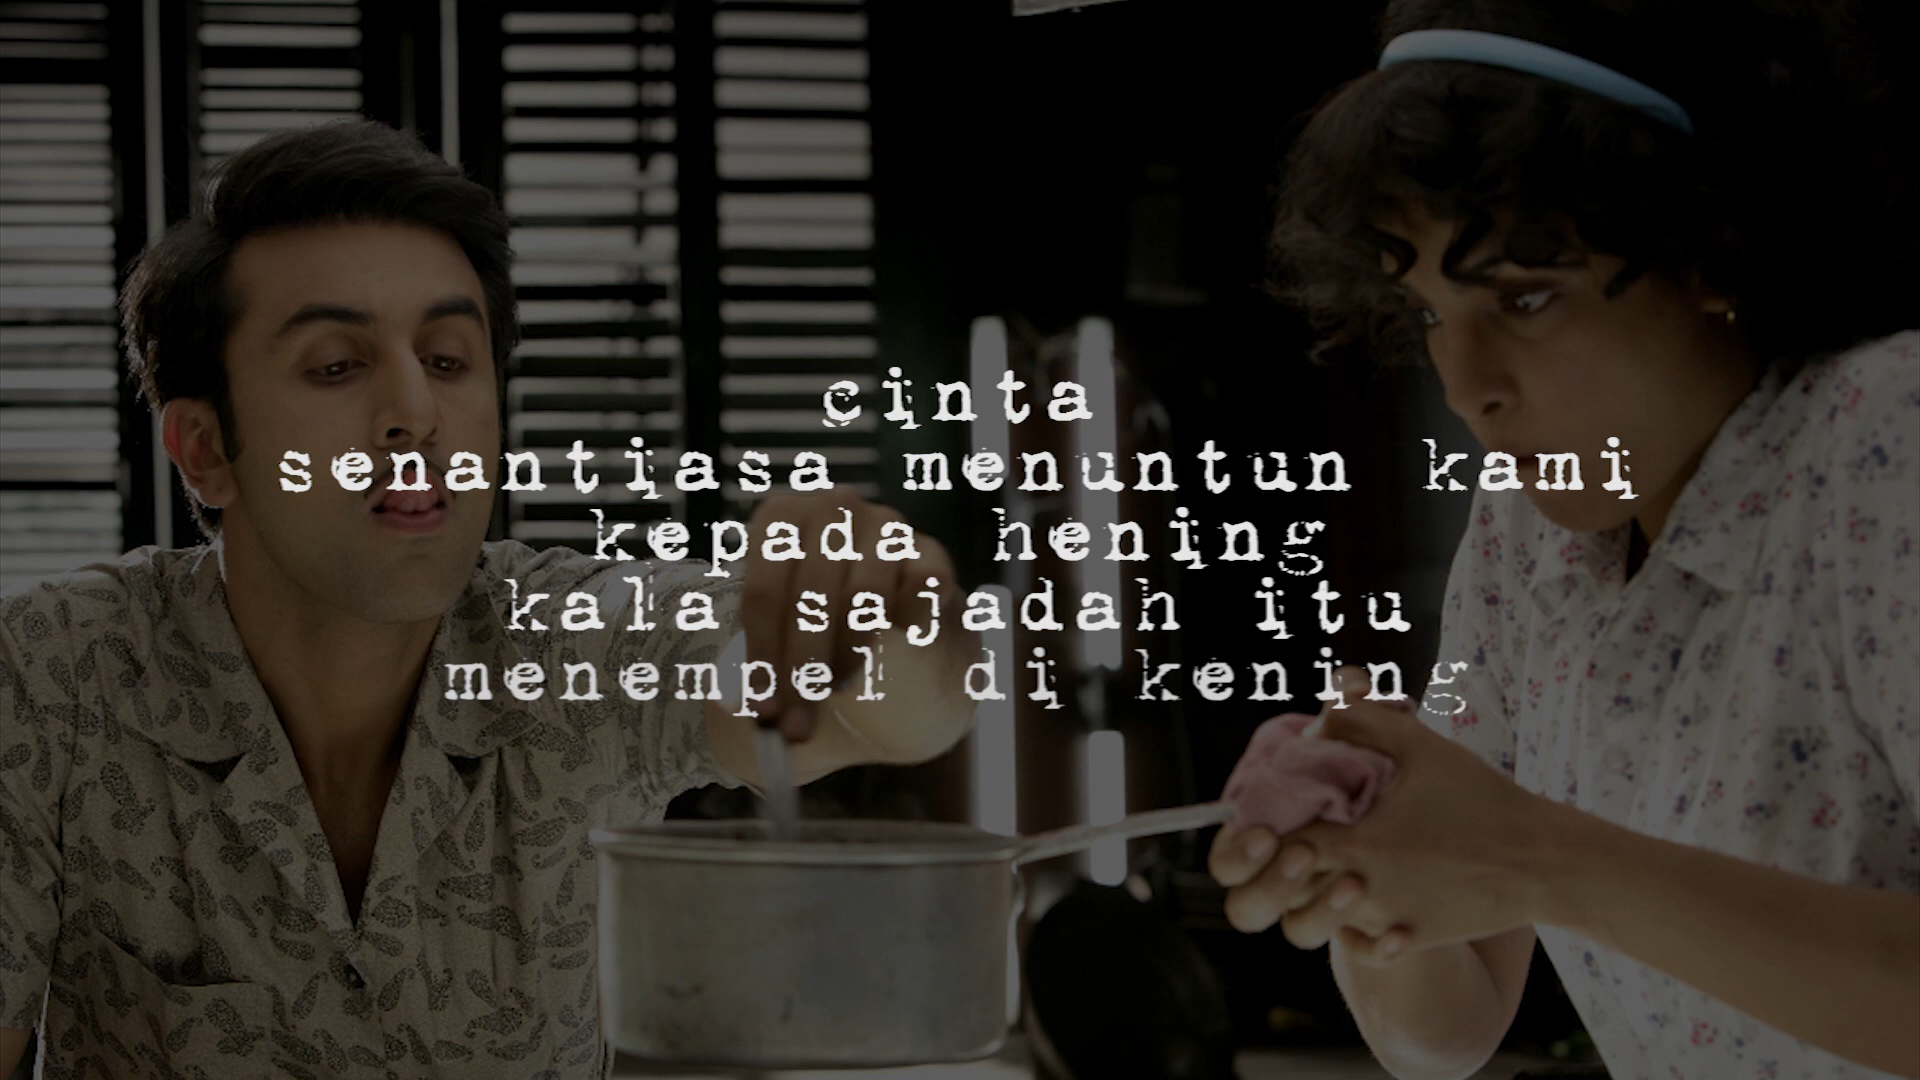 cinta
senantiasa menuntun kami
kepada hening
kala sajadah itu
menempel di kening